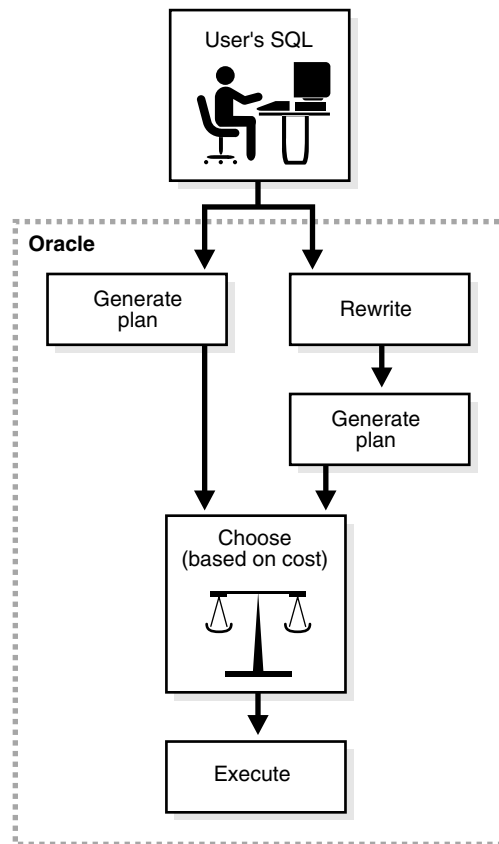 User's SQL
Oracle
Generate
plan
Rewrite
Generate
plan
Choose
(based on cost)
Execute